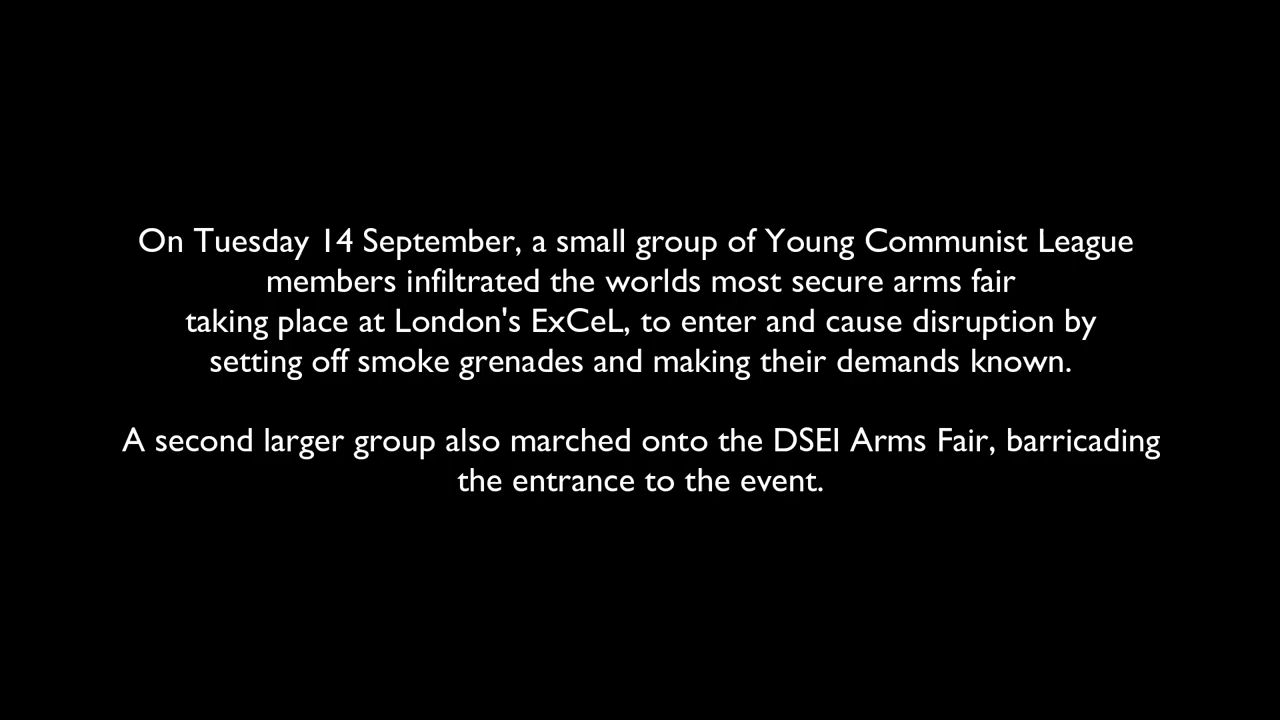 On Tuesday 14 September, a small group of Young Communist League
members infiltrated the worlds most secure arms fair
taking place at London's ExCeL, to enter and cause disruption by
setting off smoke grenades and making their demands known.
A second larger group also marched onto the DSEI Arms Fair, barricading
the entrance to the event.